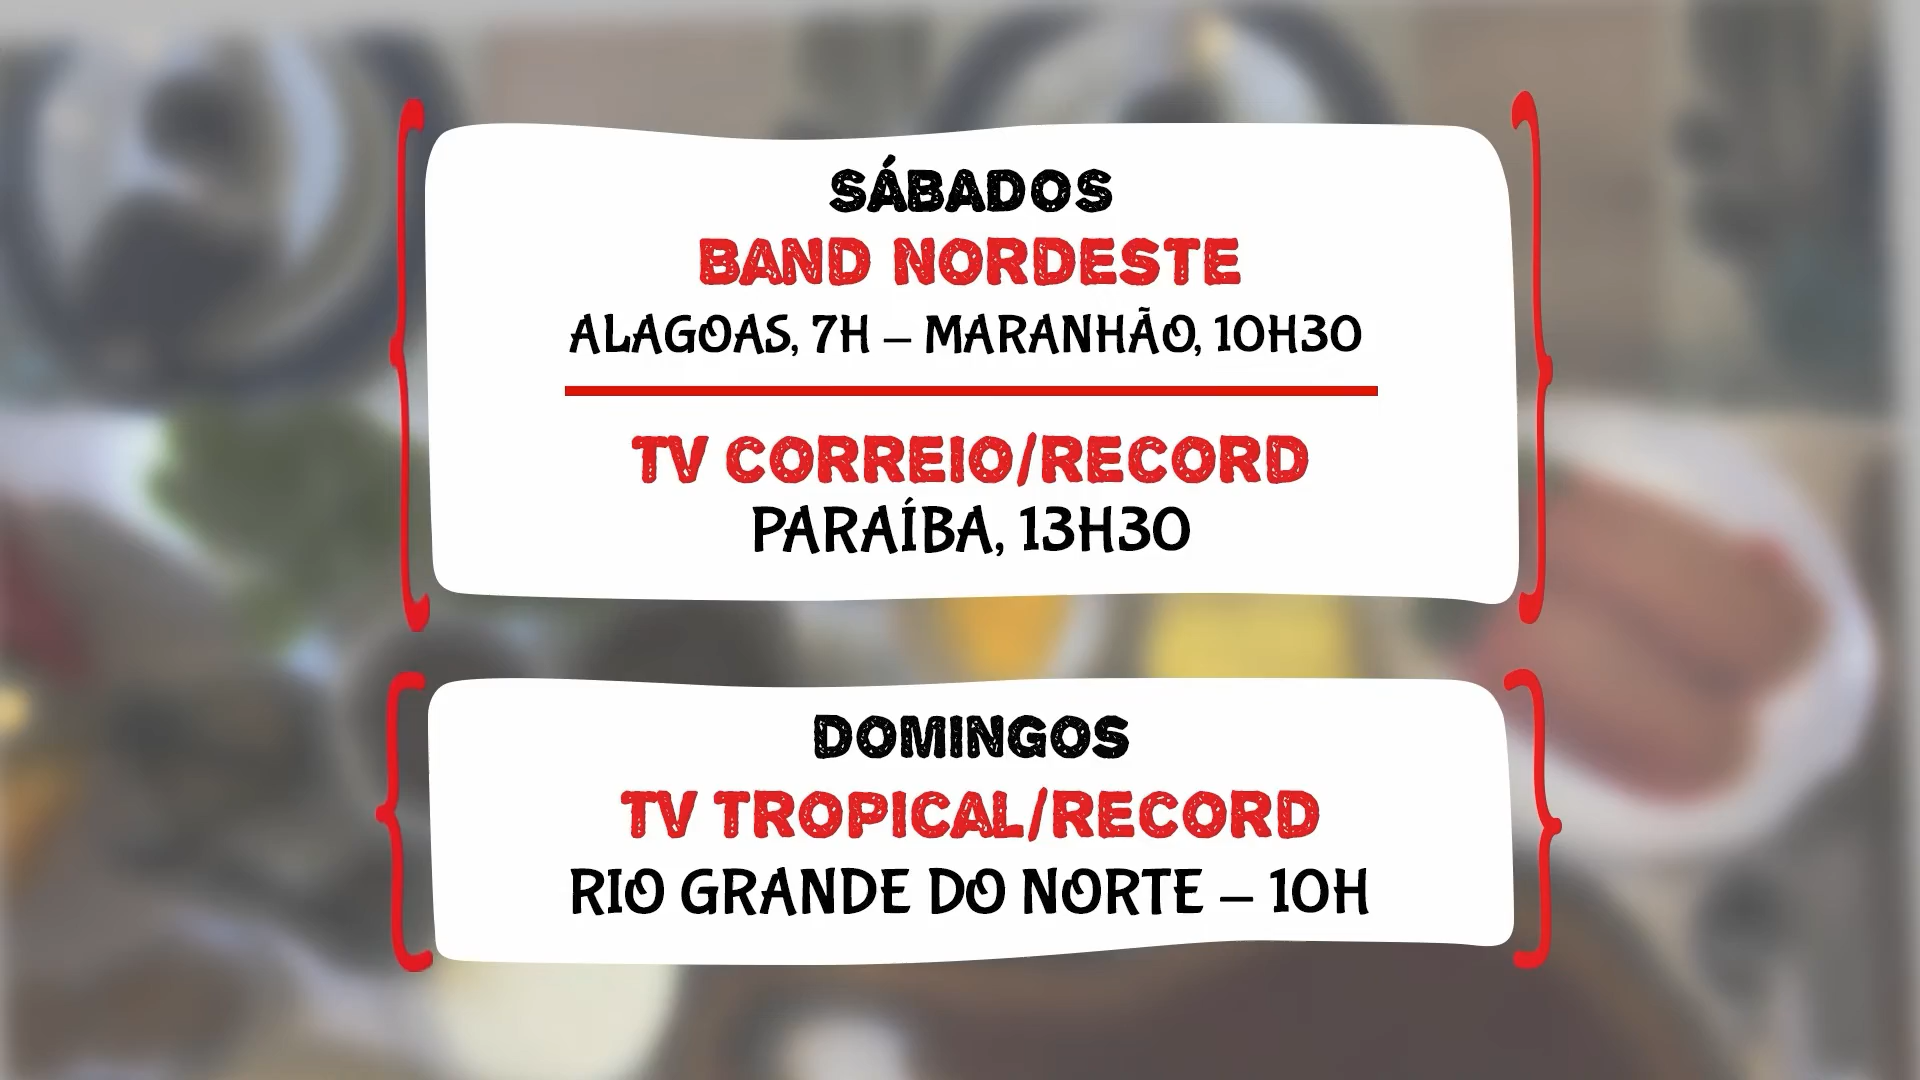 SÁBADOS
BAND NORDESTE
ALAGOAS, 7H – MARANHÃO, 10H30
TV CORREIO/RECORD
PARAÍBA, 13H30
DOMINGOS
TV TROPICAL/RECORD
RIO GRANDE DO NORTE – 10H